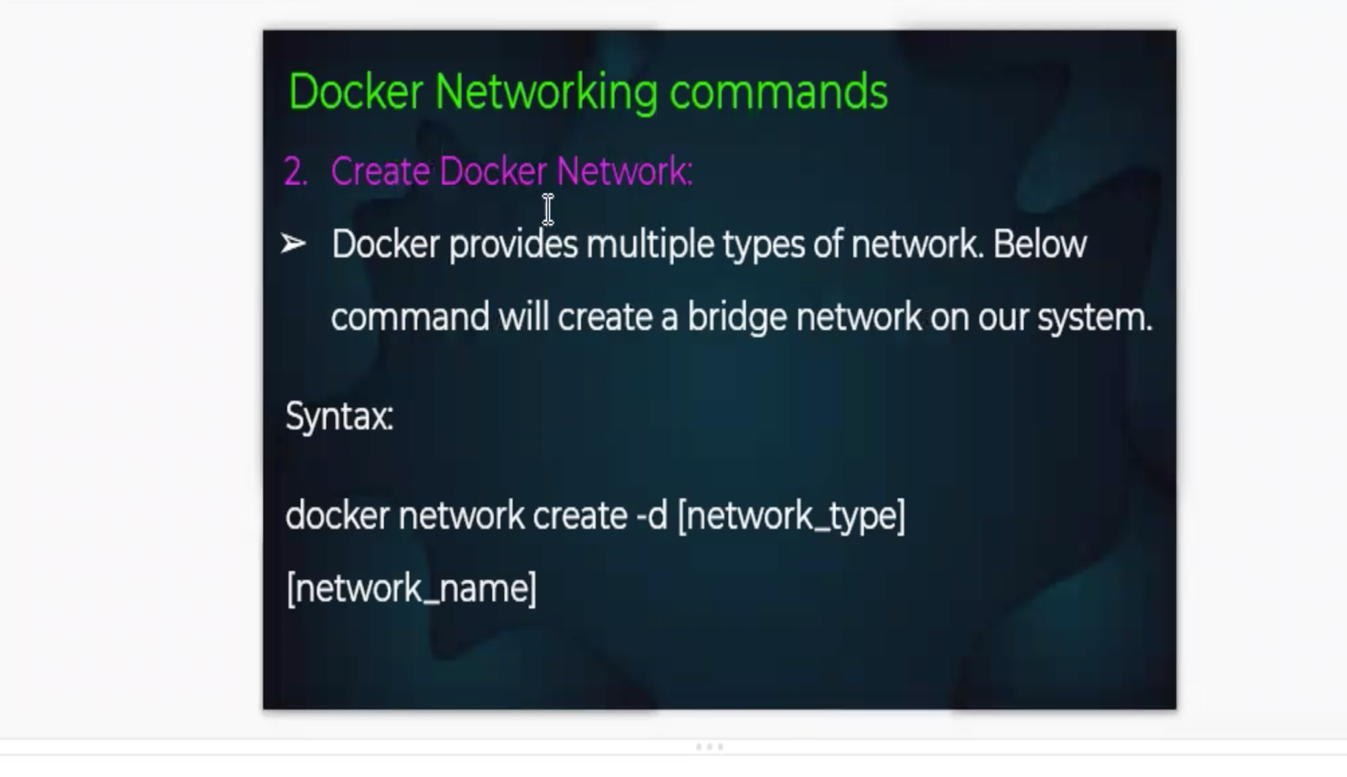 Docker Networking commands
2. Create Docker Network:
➢ Docker provides multiple types of network. Below
command will create a bridge network on our system.
Syntax:
docker network create -d [network_type]
[network_name]